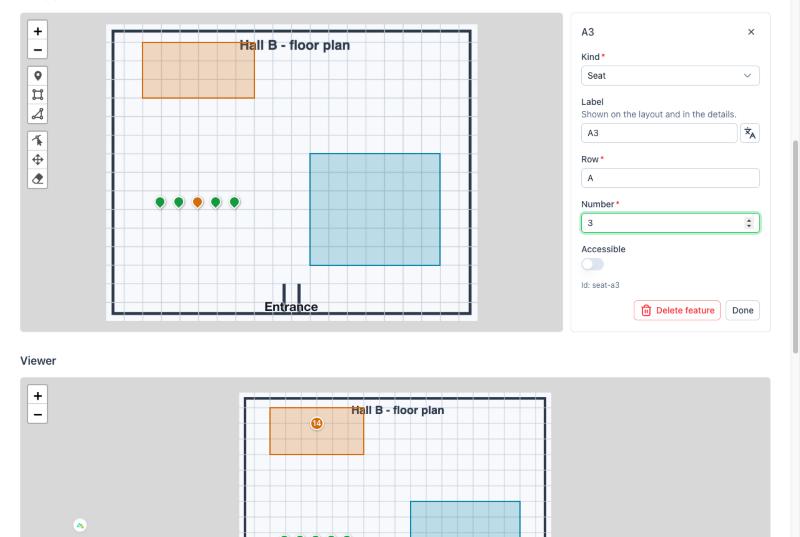 +
−
Hall B - floor plan
Entrance
A3
×
Kind*
Seat
Label
Shown on the layout and in the details.
A3
Row*
A
Number*
3
Accessible
Id: seat-a3
Delete feature
Done
Viewer
+
−
Hall B - floor plan
14